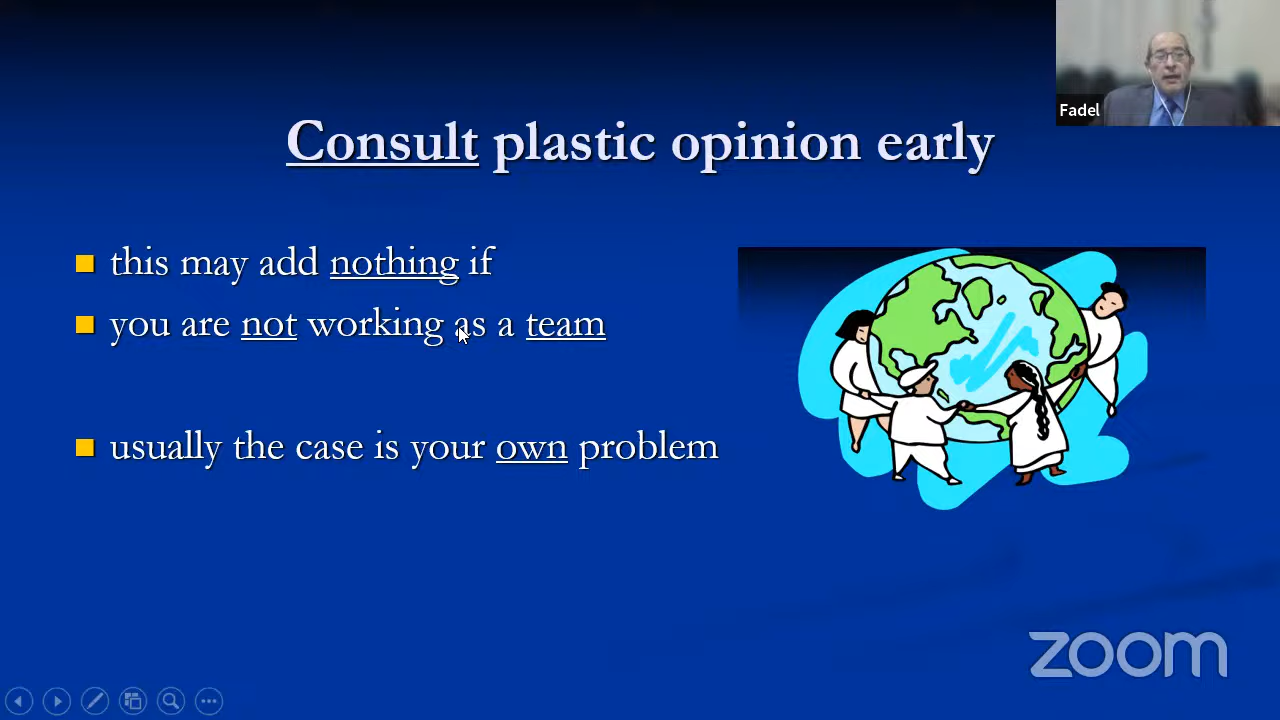 Fadel
Consult plastic opinion early
this may add nothing if
you are not working as a team
usually the case is your own problem
zoom